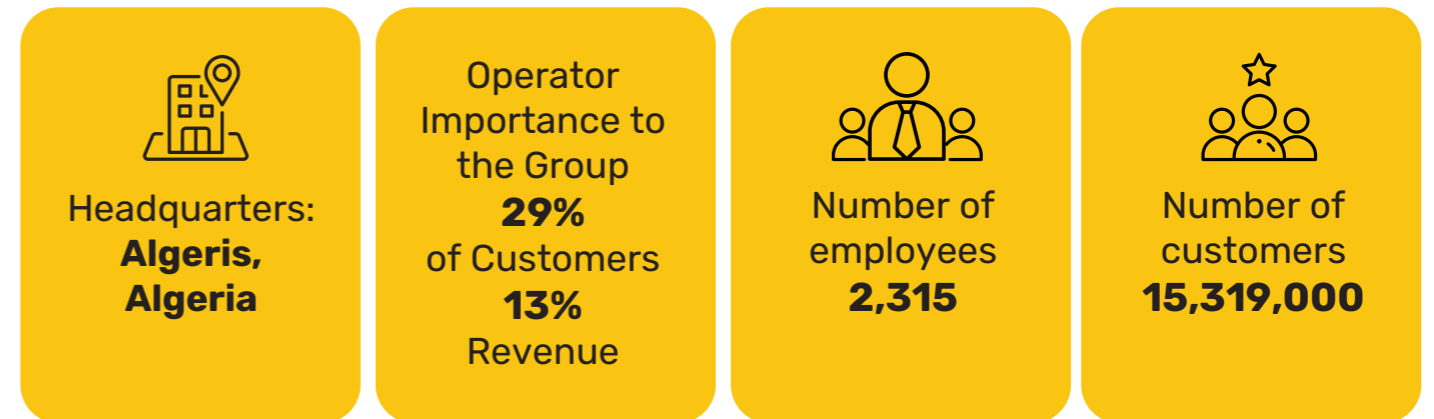 Headquarters:
Algeris,
Algeria
Operator
Importance to
the Group
29%
of Customers
13%
Revenue
Number of
employees
2,315
Number of
customers
15,319,000